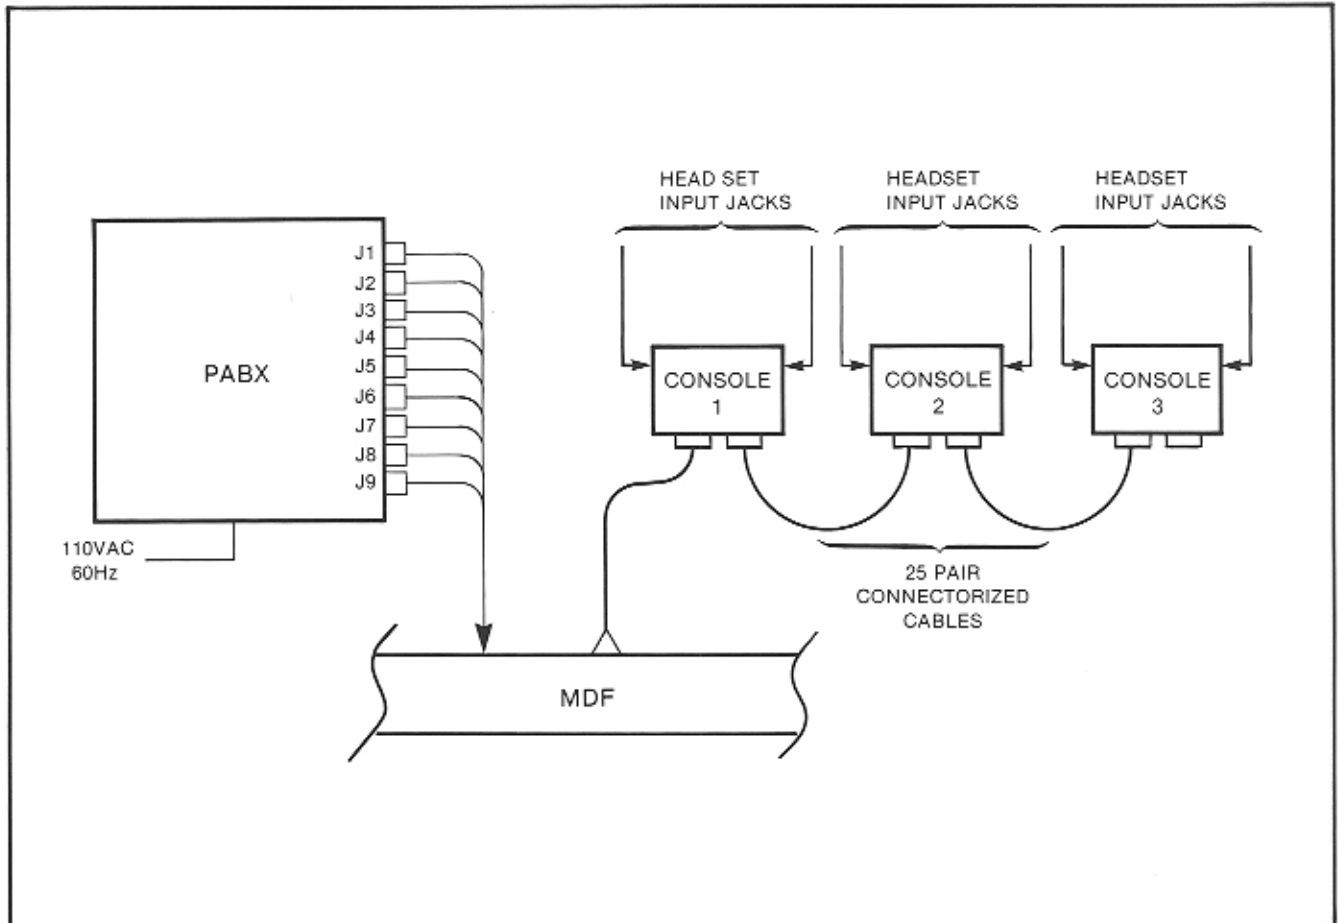 HEAD SET
INPUT JACKS
HEADSET
INPUT JACKS
HEADSET
INPUT JACKS
PABX
J1
J2
J3
J4
J5
J6
J7
J8
J9
110VAC
60Hz
CONSOLE
1
CONSOLE
2
CONSOLE
3
25 PAIR
CONNECTORIZED
CABLES
MDF